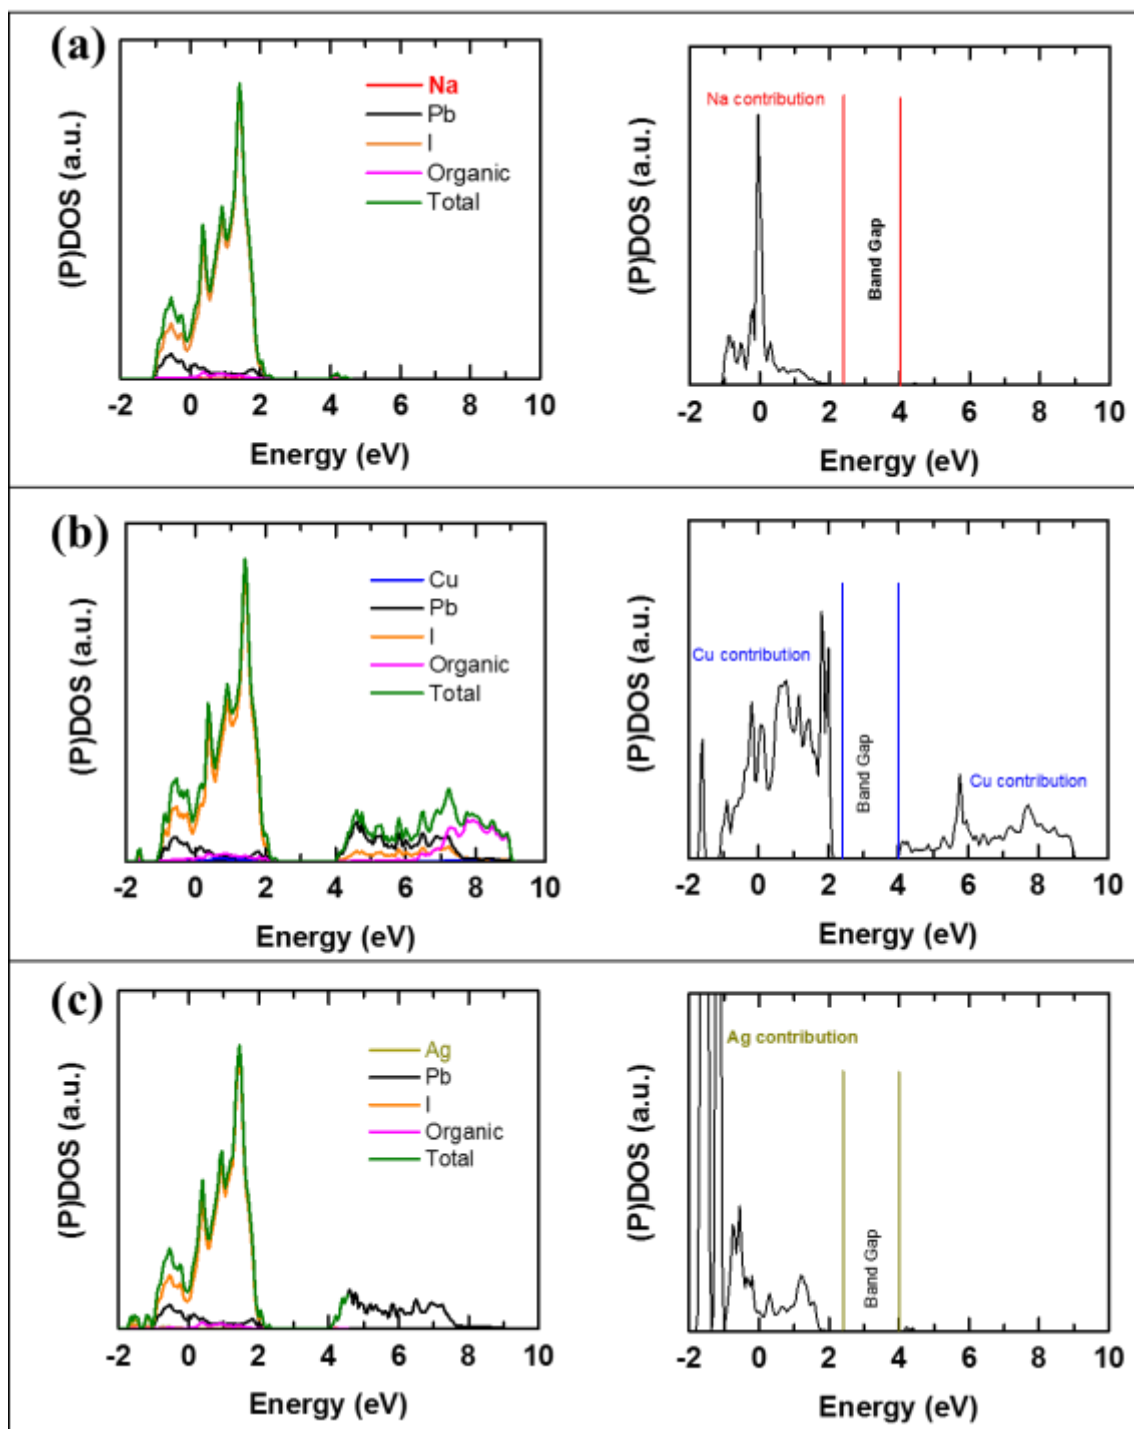 (a)
(P)DOS (a.u.)
Na
Pb
I
Organic
Total
-2 0 2 4 6 8 10
Energy (eV)
(P)DOS (a.u.)
Na contribution
Band Gap
-2 0 2 4 6 8 10
Energy (eV)
(b)
(P)DOS (a.u.)
Cu
Pb
I
Organic
Total
-2 0 2 4 6 8 10
Energy (eV)
(P)DOS (a.u.)
Cu contribution
Band Gap
Cu contribution
-2 0 2 4 6 8 10
Energy (eV)
(c)
(P)DOS (a.u.)
Ag
Pb
I
Organic
Total
-2 0 2 4 6 8 10
Energy (eV)
(P)DOS (a.u.)
Ag contribution
Band Gap
-2 0 2 4 6 8 10
Energy (eV)